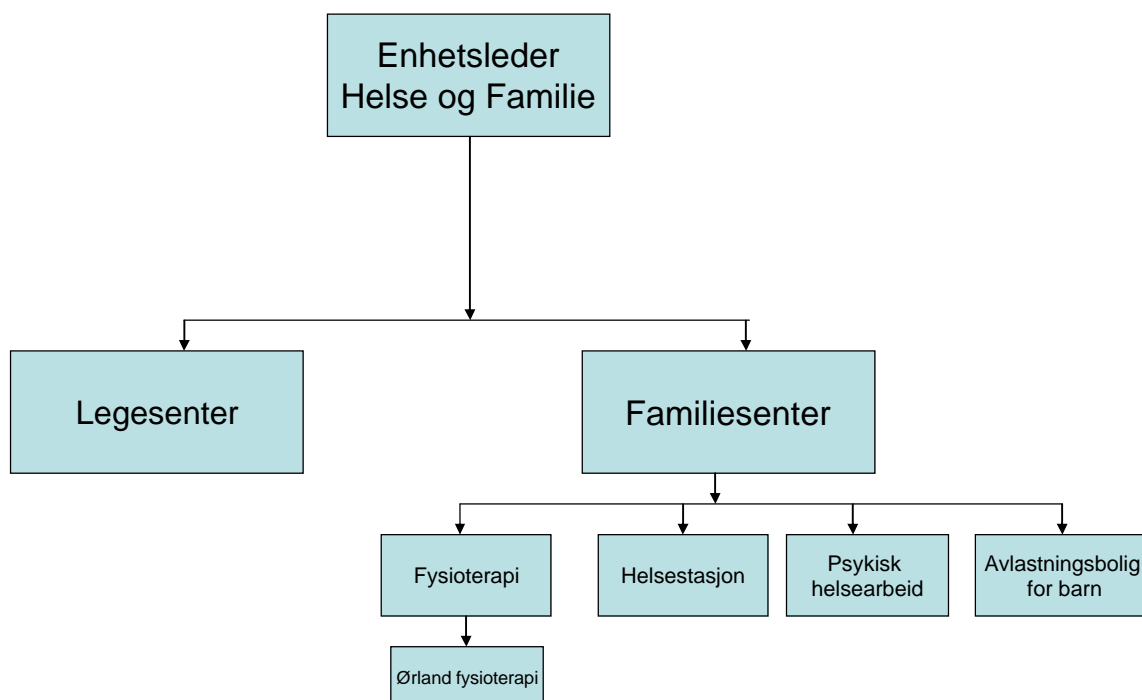 Enhetsleder
Helse og Familie
Legesenter
Familiesenter
Fysioterapi
Helsestasjon
Psykisk
helsearbeid
Avlastningsbolig
for barn
Ørland fysioterapi